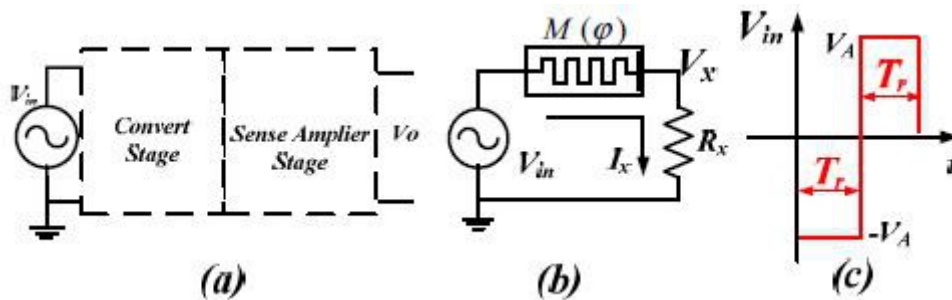 V_in
Convert
Stage
Sense Amplier
Stage
Vo
(a)
M (φ)
V_x
V_in
I_x
R_x
(b)
V_in
V_A
T_r
T_r
-V_A
t
(c)